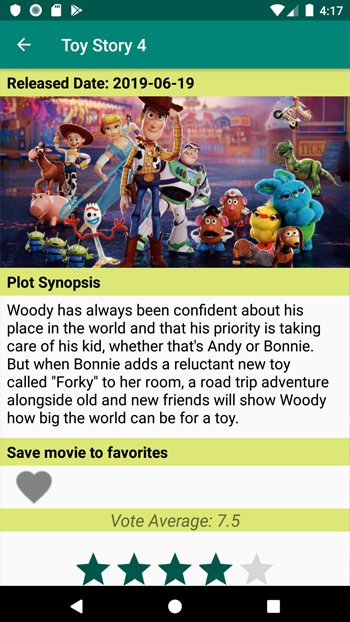 4:17
Toy Story 4
Released Date: 2019-06-19
TICK
Plot Synopsis
Woody has always been confident about his
place in the world and that his priority is taking
care of his kid, whether that's Andy or Bonnie.
But when Bonnie adds a reluctant new toy
called "Forky" to her room, a road trip adventure
alongside old and new friends will show Woody
how big the world can be for a toy.
Save movie to favorites
Vote Average: 7.5